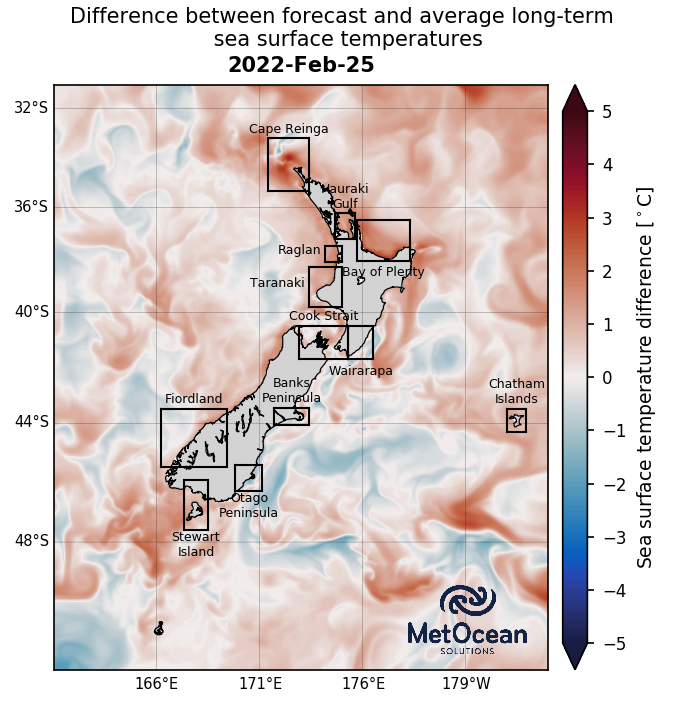 Difference between forecast and average long-term
sea surface temperatures
2022-Feb-25
32°S
36°S
40°S
44°S
48°S
Cape Reinga
Hauraki
Gulf
Raglan
Bay of Plenty
Taranaki
Cook Strait
Wairarapa
Banks
Peninsula
Fiordland
Chatham
Islands
Otago
Peninsula
Stewart
Island
MetOcean
SOLUTIONS
166°E
171°E
176°E
179°W
5
4
3
2
1
0
−1
−2
−3
−4
−5
Sea surface temperature difference [°C]